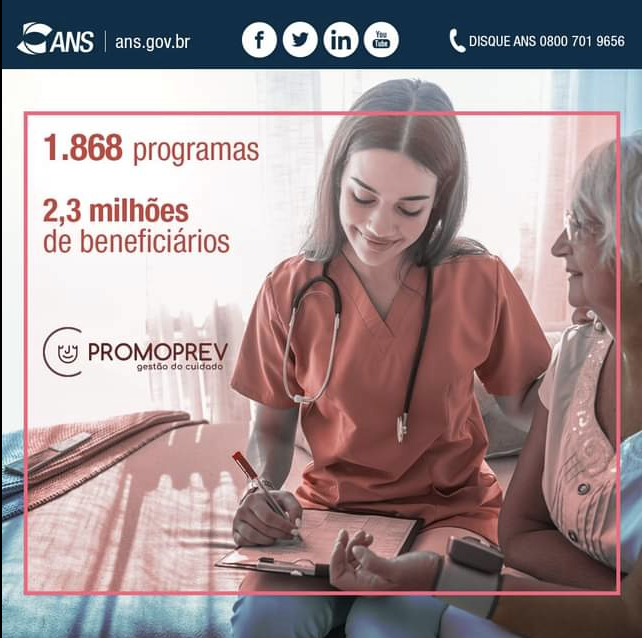 ANS | ans.gov.br
You Tube
DISQUE ANS 0800 701 9656
1.868 programas
2,3 milhões
de beneficiários
PROMOPREV
gestão do cuidado